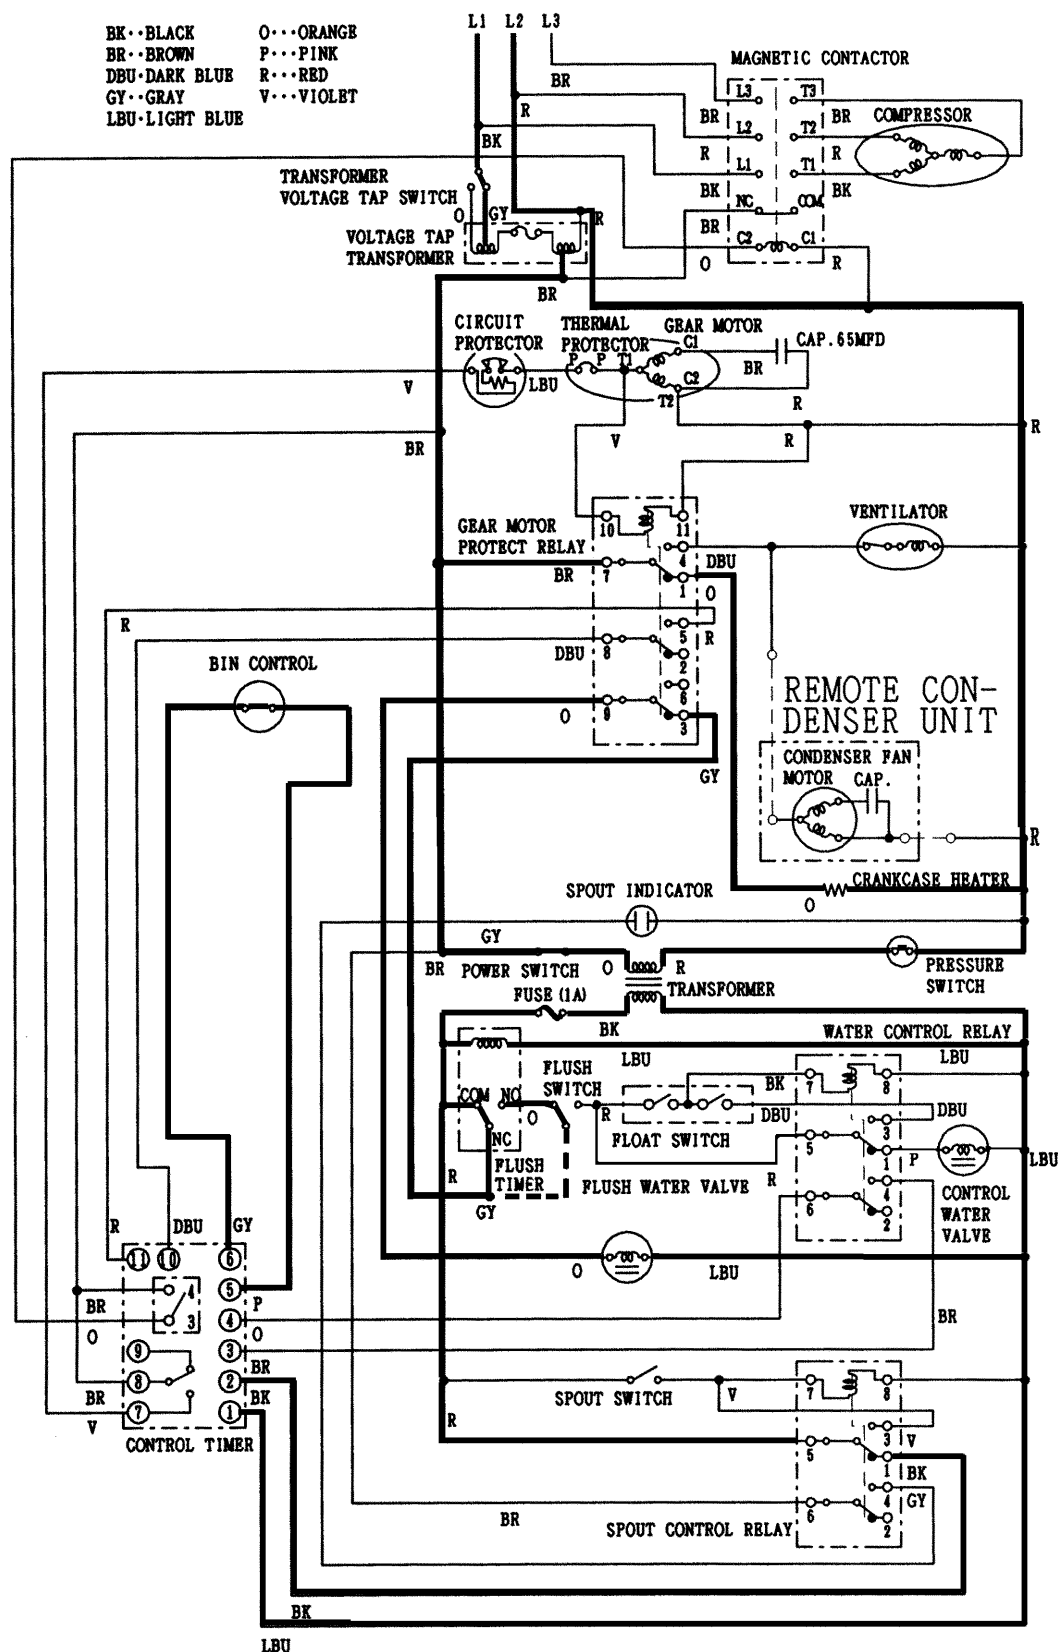 L1 L2 L3
BK··BLACK O···ORANGE
BR··BROWN P···PINK
DBU·DARK BLUE R···RED
GY··GRAY V···VIOLET
LBU·LIGHT BLUE
MAGNETIC CONTACTOR
BR
R
BK
L3 T3
BR BR COMPRESSOR
L2 T2
R R
L1 T1
BK BK
NC COM
BR
C2 C1
O R
TRANSFORMER
VOLTAGE TAP SWITCH
O GY R
VOLTAGE TAP
TRANSFORMER
BR
CIRCUIT
PROTECTOR
THERMAL
PROTECTOR
GEAR MOTOR
C1
CAP.65MFD
P P T1
BR
V LBU
C2
T2
R
BR V R R
10 11
GEAR MOTOR
PROTECT RELAY
VENTILATOR
4 DBU
BR 7 1 O
R 5 R
DBU 8 2
6
O 9 3
GY
BIN CONTROL
REMOTE CON-
DENSER UNIT
CONDENSER FAN
MOTOR CAP.
R
CRANKCASE HEATER
O
SPOUT INDICATOR
GY
BR POWER SWITCH O R
PRESSURE
SWITCH
TRANSFORMER
FUSE (1A)
BK
WATER CONTROL RELAY
LBU LBU
FLUSH
SWITCH
BK 7 8
COM NO
O R DBU DBU
FLOAT SWITCH
3
NC
5 1 P LBU
R FLUSH
TIMER
FLUSH WATER VALVE R
4
CONTROL
WATER
VALVE
GY
6 2
O LBU
R DBU GY
11 10 6
4 5
BR P
3 4
O O
BR
9 3
BR
8 2
BR BK
7 1
V
CONTROL TIMER
SPOUT SWITCH
V 7 8
R
3 V
5 1
BK
4 GY
BR 6
2
SPOUT CONTROL RELAY
BK
LBU